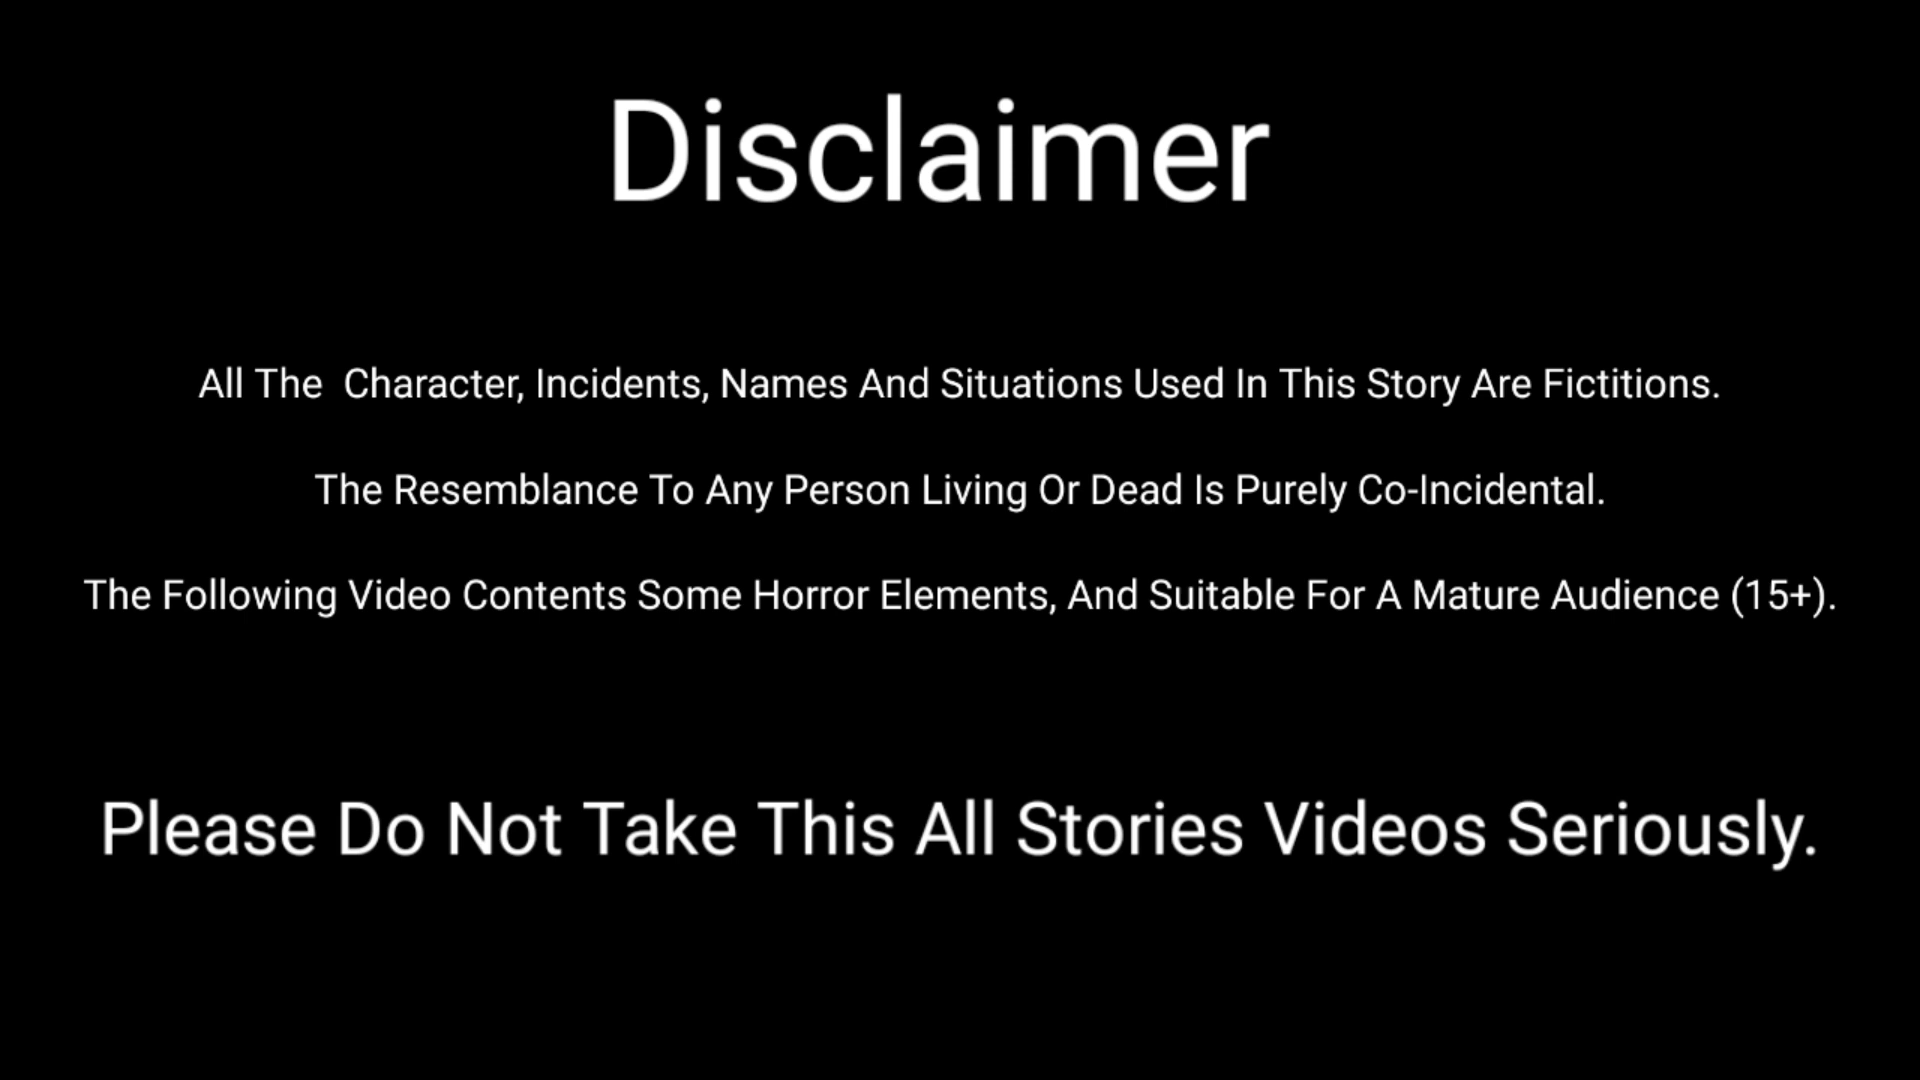 Disclaimer
All The  Character, Incidents, Names And Situations Used In This Story Are Fictitions.
The Resemblance To Any Person Living Or Dead Is Purely Co-Incidental.
The Following Video Contents Some Horror Elements, And Suitable For A Mature Audience (15+).
Please Do Not Take This All Stories Videos Seriously.